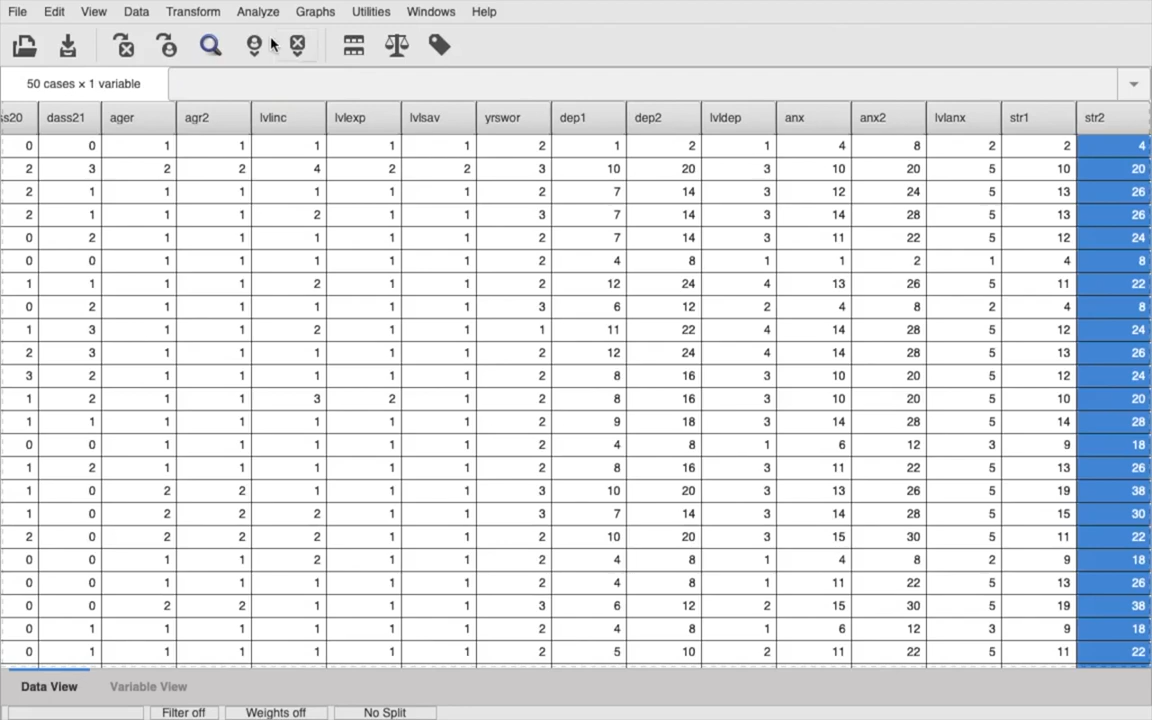 File Edit View Data Transform Analyze Graphs Utilities Windows Help
50 cases × 1 variable
ss20 dass21 ager agr2 lvlinc lvlexp lvlsav yrswor dep1 dep2 lvldep anx anx2 lvlanx str1 str2
0 0 1 1 1 1 1 2 1 2 1 4 8 2 2 4
2 3 2 2 4 2 2 3 10 20 3 10 20 5 10 20
2 1 1 1 1 1 1 2 7 14 3 12 24 5 13 26
2 1 1 1 2 1 1 3 7 14 3 14 28 5 13 26
0 2 1 1 1 1 1 2 7 14 3 11 22 5 12 24
0 0 1 1 1 1 1 2 4 8 1 1 2 1 4 8
1 1 1 1 2 1 1 2 12 24 4 13 26 5 11 22
0 2 1 1 1 1 1 3 6 12 2 4 8 2 4 8
1 3 1 1 2 1 1 1 11 22 4 14 28 5 12 24
2 3 1 1 1 1 1 2 12 24 4 14 28 5 13 26
3 2 1 1 1 1 1 2 8 16 3 10 20 5 12 24
1 2 1 1 3 2 1 2 8 16 3 10 20 5 10 20
1 1 1 1 1 1 1 2 9 18 3 14 28 5 14 28
0 0 1 1 1 1 1 2 4 8 1 6 12 3 9 18
1 2 1 1 1 1 1 2 8 16 3 11 22 5 13 26
1 0 2 2 1 1 1 3 10 20 3 13 26 5 19 38
1 0 2 2 2 1 1 3 7 14 3 14 28 5 15 30
2 0 2 2 2 1 1 2 10 20 3 15 30 5 11 22
0 0 1 1 2 1 1 2 4 8 1 4 8 2 9 18
0 0 1 1 1 1 1 2 4 8 1 11 22 5 13 26
0 0 2 2 1 1 1 3 6 12 2 15 30 5 19 38
0 1 1 1 1 1 1 2 4 8 1 6 12 3 9 18
0 1 1 1 1 1 1 2 5 10 2 11 22 5 11 22
Data View Variable View
Filter off Weights off No Split